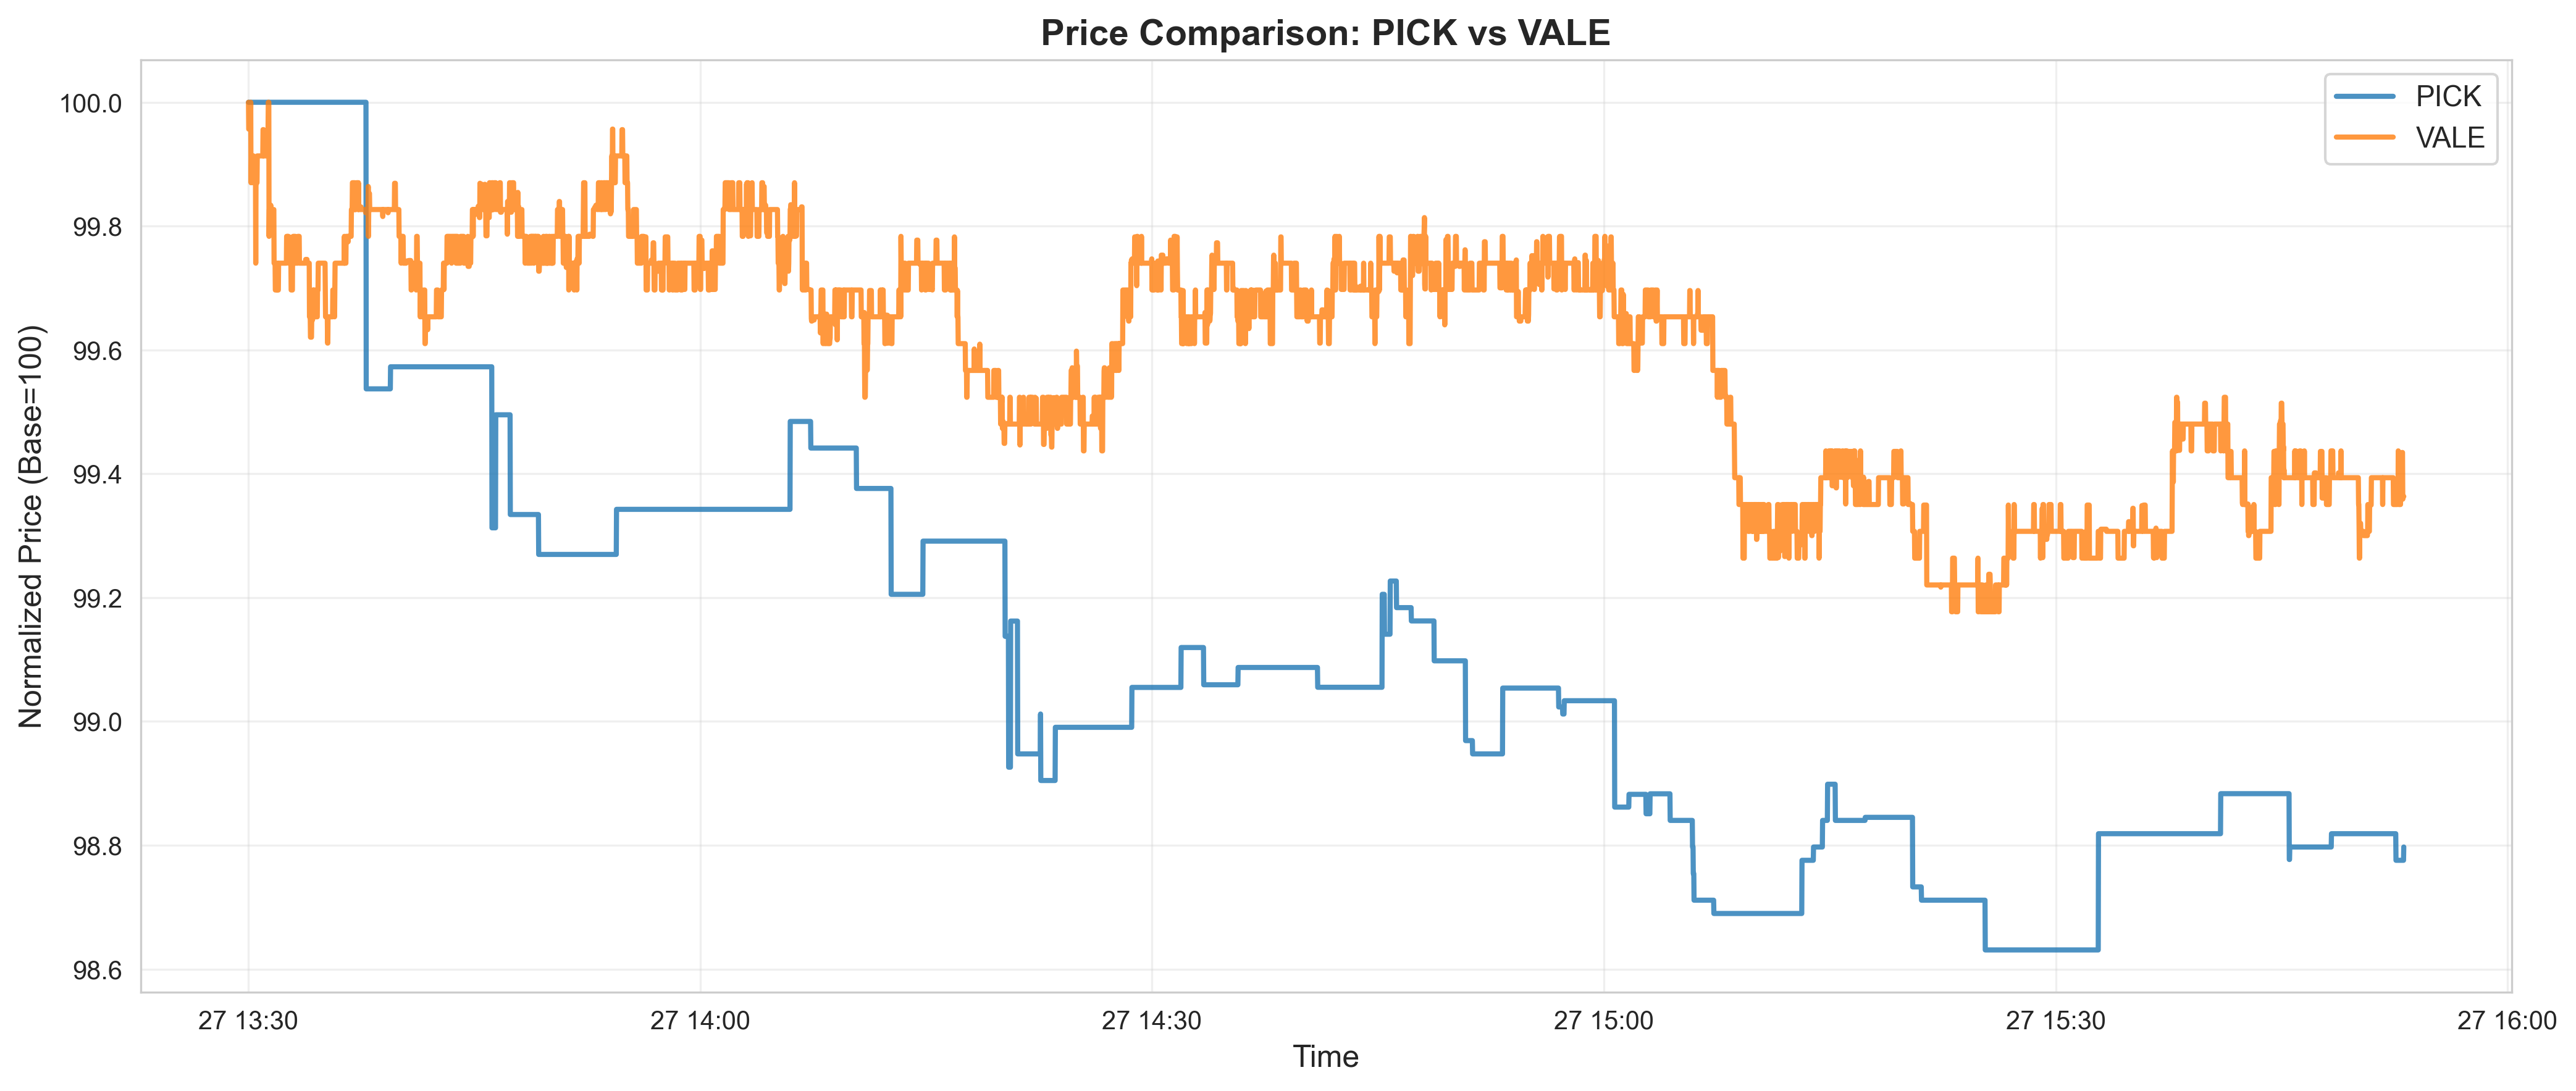 Price Comparison: PICK vs VALE
PICK
VALE
Normalized Price (Base=100)
100.0
99.8
99.6
99.4
99.2
99.0
98.8
98.6
27 13:30
27 14:00
27 14:30
27 15:00
27 15:30
27 16:00
Time